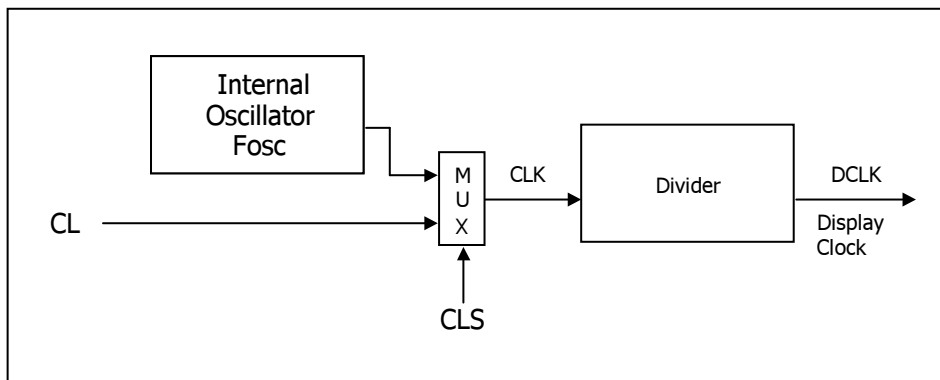 Internal
Oscillator
Fosc
CL
M
U
X
CLS
CLK
Divider
DCLK
Display
Clock